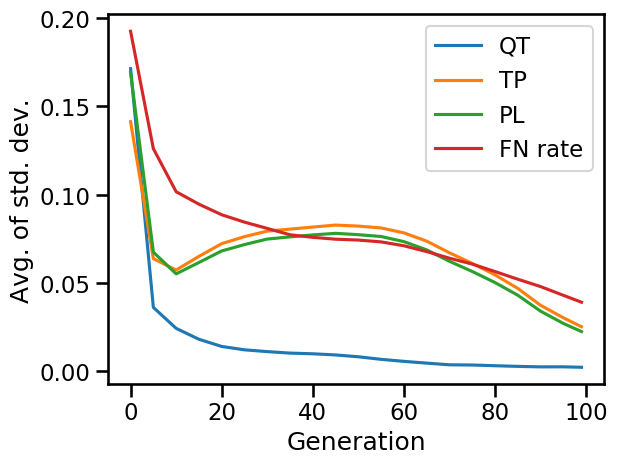 Avg. of std. dev.
0.20
0.15
0.10
0.05
0.00
QT
TP
PL
FN rate
0 20 40 60 80 100
Generation